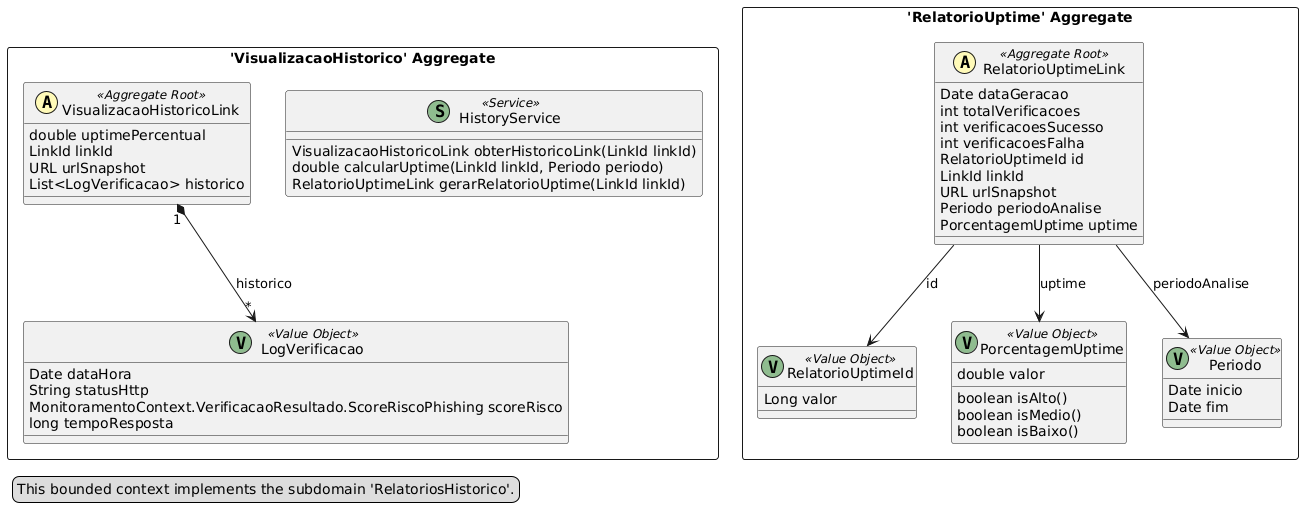 'VisualizacaoHistorico' Aggregate
A
«Aggregate Root»
VisualizacaoHistoricoLink
double uptimePercentual
LinkId linkId
URL urlSnapshot
List<LogVerificacao> historico
S
«Service»
HistoryService
VisualizacaoHistoricoLink obterHistoricoLink(LinkId linkId)
double calcularUptime(LinkId linkId, Periodo periodo)
RelatorioUptimeLink gerarRelatorioUptime(LinkId linkId)
1
historico
*
V
«Value Object»
LogVerificacao
Date dataHora
String statusHttp
MonitoramentoContext.VerificacaoResultado.ScoreRiscoPhishing scoreRisco
long tempoResposta
'RelatorioUptime' Aggregate
A
«Aggregate Root»
RelatorioUptimeLink
Date dataGeracao
int totalVerificacoes
int verificacoesSucesso
int verificacoesFalha
RelatorioUptimeId id
LinkId linkId
URL urlSnapshot
Periodo periodoAnalise
PorcentagemUptime uptime
id
uptime
periodoAnalise
V
«Value Object»
RelatorioUptimeId
Long valor
V
«Value Object»
PorcentagemUptime
double valor
boolean isAlto()
boolean isMedio()
boolean isBaixo()
V
«Value Object»
Periodo
Date inicio
Date fim
This bounded context implements the subdomain 'RelatoriosHistorico'.